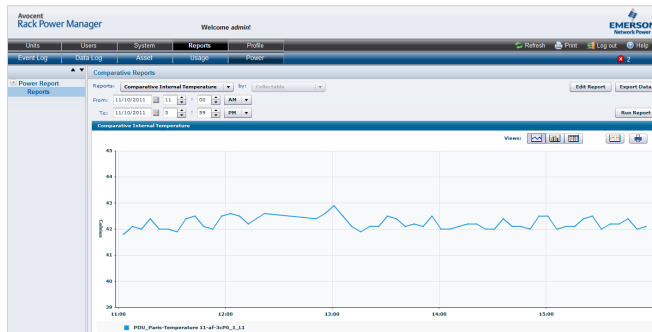 Avocent
Rack Power Manager
Welcome admin!
EMERSON
Network Power
Units Users System Reports Profile
Refresh Print Log out Help
Event Log Data Log Asset Usage Power
2
Power Report
Reports
Comparative Reports
Reports: Comparative Internal Temperature by: Collectable
Edit Report Export Data
From: 11/10/2011 11 : 00 AM
To: 11/10/2011 3 : 59 PM
Run Report
Comparative Internal Temperature
Views:
45
44
43
42
41
40
39
Celsius
11:00 12:00 13:00 14:00 15:00
PDU_Paris-Temperature 11-af-3cP0_1_L1